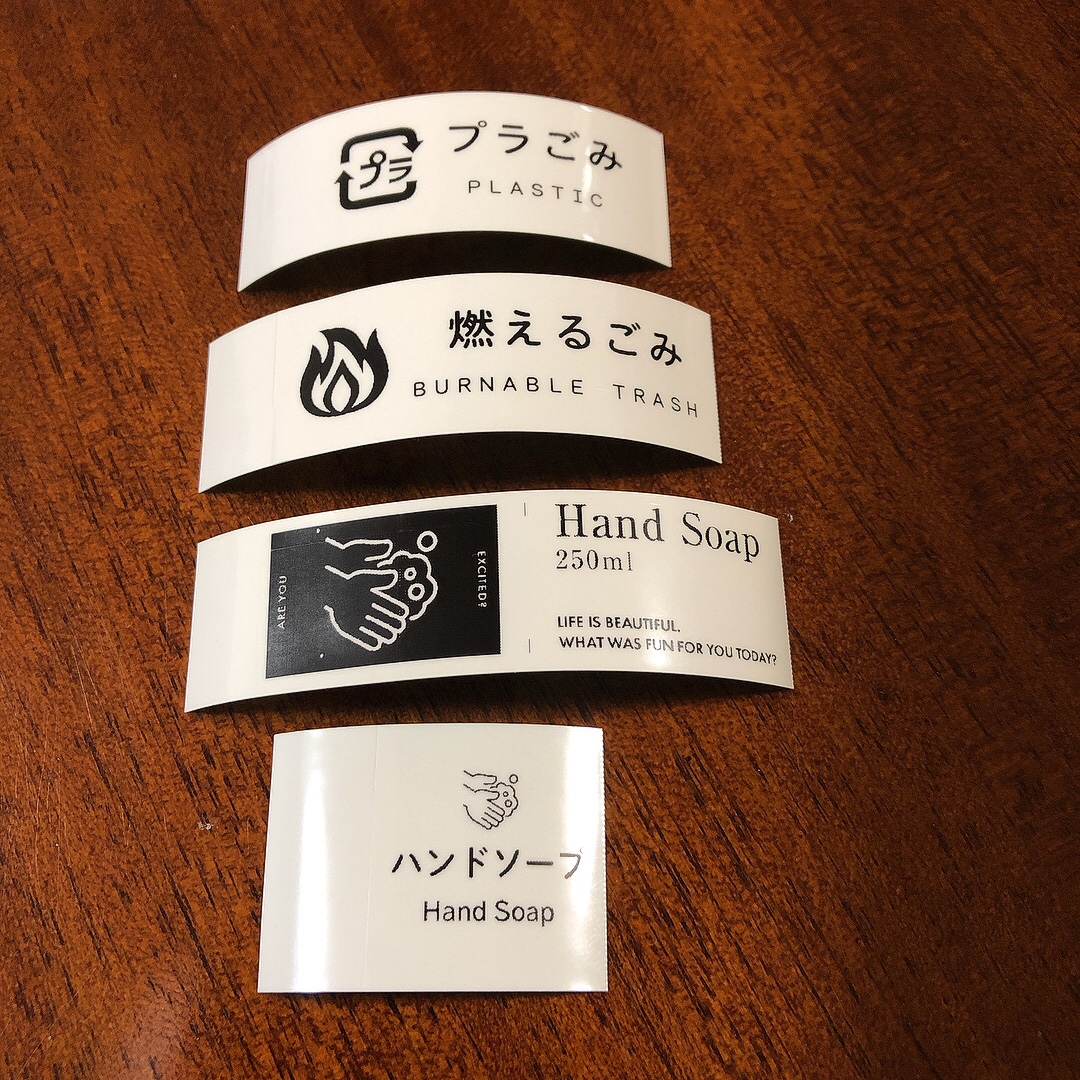 プラ
プラごみ
PLASTIC
燃えるごみ
BURNABLE TRASH
ARE YOU
EXCITED?
Hand Soap
250ml
LIFE IS BEAUTIFUL.
WHAT WAS FUN FOR YOU TODAY?
ハンドソープ
Hand Soap